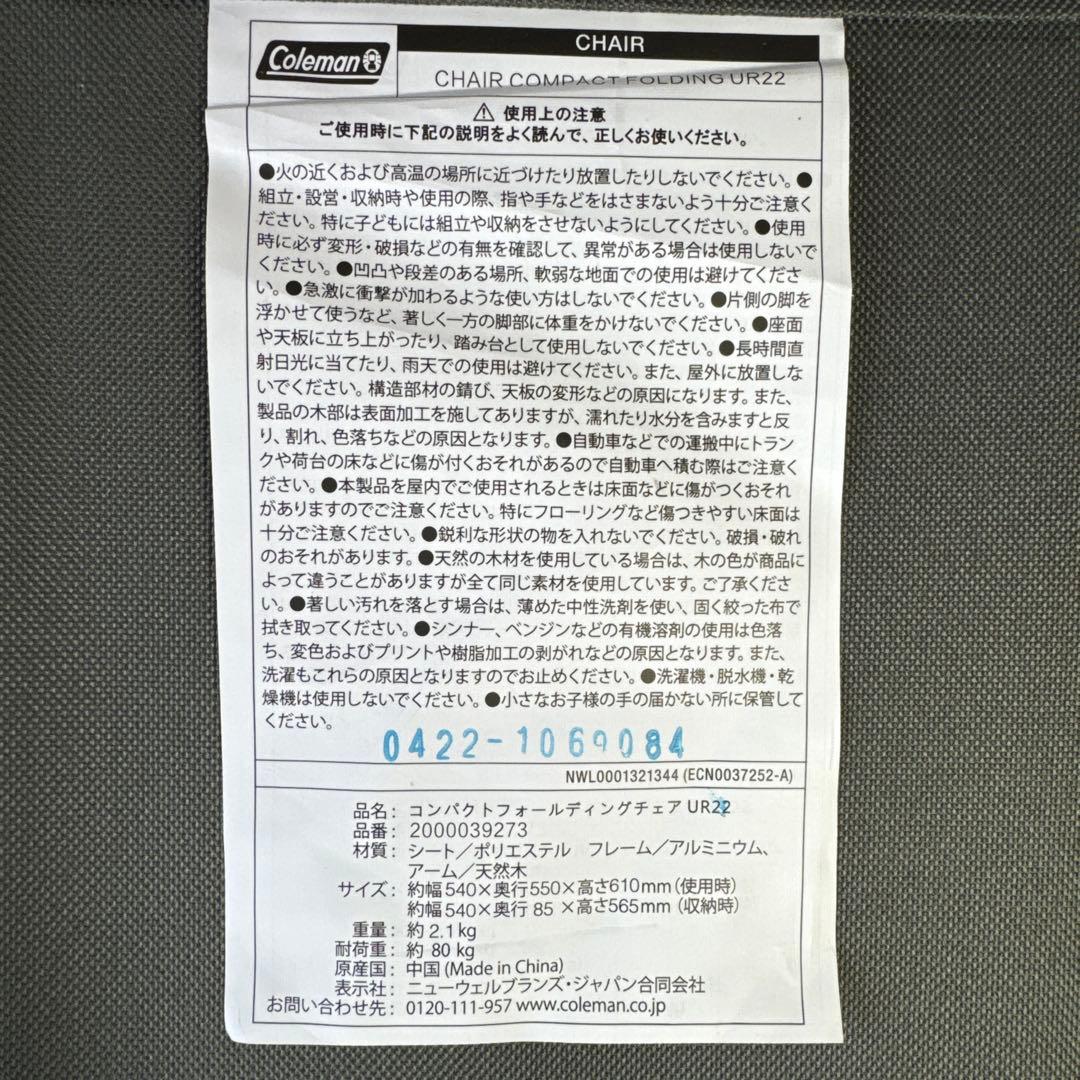 Coleman
CHAIR
CHAIR COMPACT FOLDING UR22
⚠ 使用上の注意
ご使用時に下記の説明をよく読んで、正しくお使いください。
●火の近くおよび高温の場所に近づけたり放置したりしないでください。●
組立・設営・収納時や使用の際、指や手などをはさまないよう十分ご注意く
ださい。特に子どもには組立や収納をさせないようにしてください。●使用
時に必ず変形・破損などの有無を確認して、異常がある場合は使用しないで
ください。●凹凸や段差のある場所、軟弱な地面での使用は避けてくださ
い。●急激に衝撃が加わるような使い方はしないでください。●片側の脚を
浮かせて使うなど、著しく一方の脚部に体重をかけないでください。●座面
や天板に立ち上がったり、踏み台として使用しないでください。●長時間直
射日光に当てたり、雨天での使用は避けてください。また、屋外に放置しな
いでください。構造部材の錆び、天板の変形などの原因になります。また、
製品の木部は表面加工を施してありますが、濡れたり水分を含みますと反
り、割れ、色落ちなどの原因となります。●自動車などでの運搬中にトラン
クや荷台の床などに傷が付くおそれがあるので自動車へ積む際はご注意く
ださい。●本製品を屋内でご使用されるときは床面などに傷がつくおそれ
がありますのでご注意ください。特にフローリングなど傷つきやすい床面は
十分ご注意ください。●鋭利な形状の物を入れないでください。破損・破れ
のおそれがあります。●天然の木材を使用している場合は、木の色が商品に
よって違うことがありますが全て同じ素材を使用しています。ご了承くださ
い。●著しい汚れを落とす場合は、薄めた中性洗剤を使い、固く絞った布で
拭き取ってください。●シンナー、ベンジンなどの有機溶剤の使用は色落
ち、変色およびプリントや樹脂加工の剥がれなどの原因となります。また、
洗濯もこれらの原因となりますのでお止めください。●洗濯機・脱水機・乾
燥機は使用しないでください。●小さなお子様の手の届かない所に保管して
ください。
0422-1069084
NWL0001321344 (ECN0037252-A)
品名：コンパクトフォールディングチェア UR22
品番：2000039273
材質：シート／ポリエステル　フレーム／アルミニウム、
アーム／天然木
サイズ：約幅540×奥行550×高さ610mm（使用時）
約幅540×奥行 85 ×高さ565mm（収納時）
重量：約 2.1kg
耐荷重：約 80kg
原産国：中国 (Made in China)
表示社：ニューウェルブランズ・ジャパン合同会社
お問い合わせ先：0120-111-957 www.coleman.co.jp